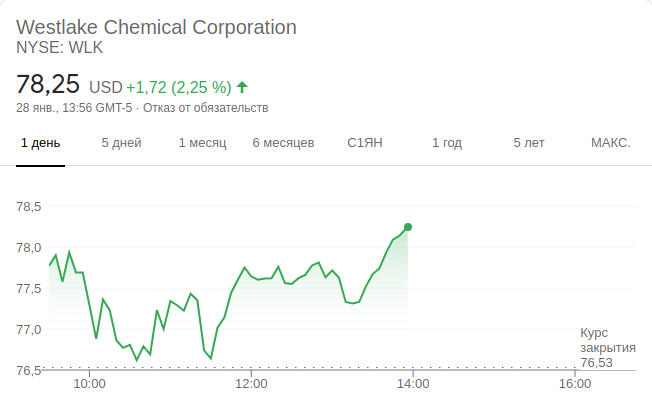 Westlake Chemical Corporation
NYSE: WLK
78,25 USD +1,72 (2,25 %)
28 янв., 13:56 GMT-5 · Отказ от обязательств
1 день 5 дней 1 месяц 6 месяцев С1ЯН 1 год 5 лет МАКС.
78,5
78,0
77,5
77,0
76,5
Курс
закрытия
76,53
10:00 12:00 14:00 16:00